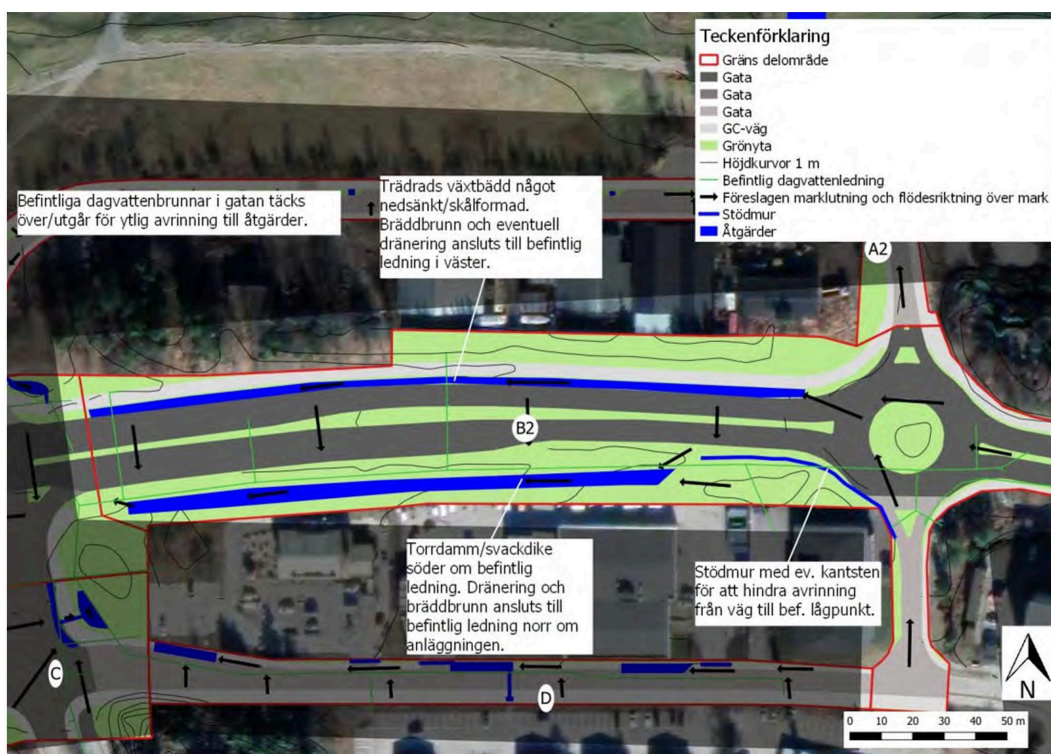 Teckenförklaring
Gräns delområde
Gata
Gata
Gata
GC-väg
Grönyta
Höjdkurvor 1 m
Befintlig dagvattenledning
Föreslagen marklutning och flödesriktning över mark
Stödmur
Åtgärder
Befintliga dagvattenbrunnar i gatan täcks
över/utgår för ytlig avrinning till åtgärder.
Trädrads växtbädd något
nedsänkt/skålformad.
Bräddbrunn och eventuell
dränering ansluts till befintlig
ledning i väster.
A2
B2
Torrdamm/svackdike
söder om befintlig
ledning. Dränering och
bräddbrunn ansluts till
befintlig ledning norr om
anläggningen.
Stödmur med ev. kantsten
för att hindra avrinning
från väg till bef. lågpunkt.
C
D
N
0 10 20 30 40 50 m